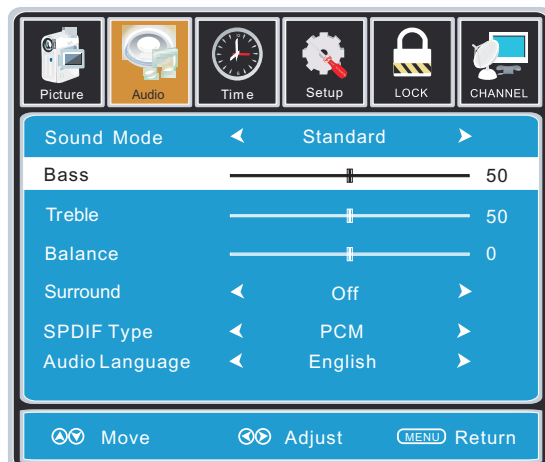 Picture Audio Time Setup LOCK CHANNEL
Sound Mode Standard
Bass 50
Treble 50
Balance 0
Surround Off
SPDIF Type PCM
Audio Language English
Move Adjust MENU Return